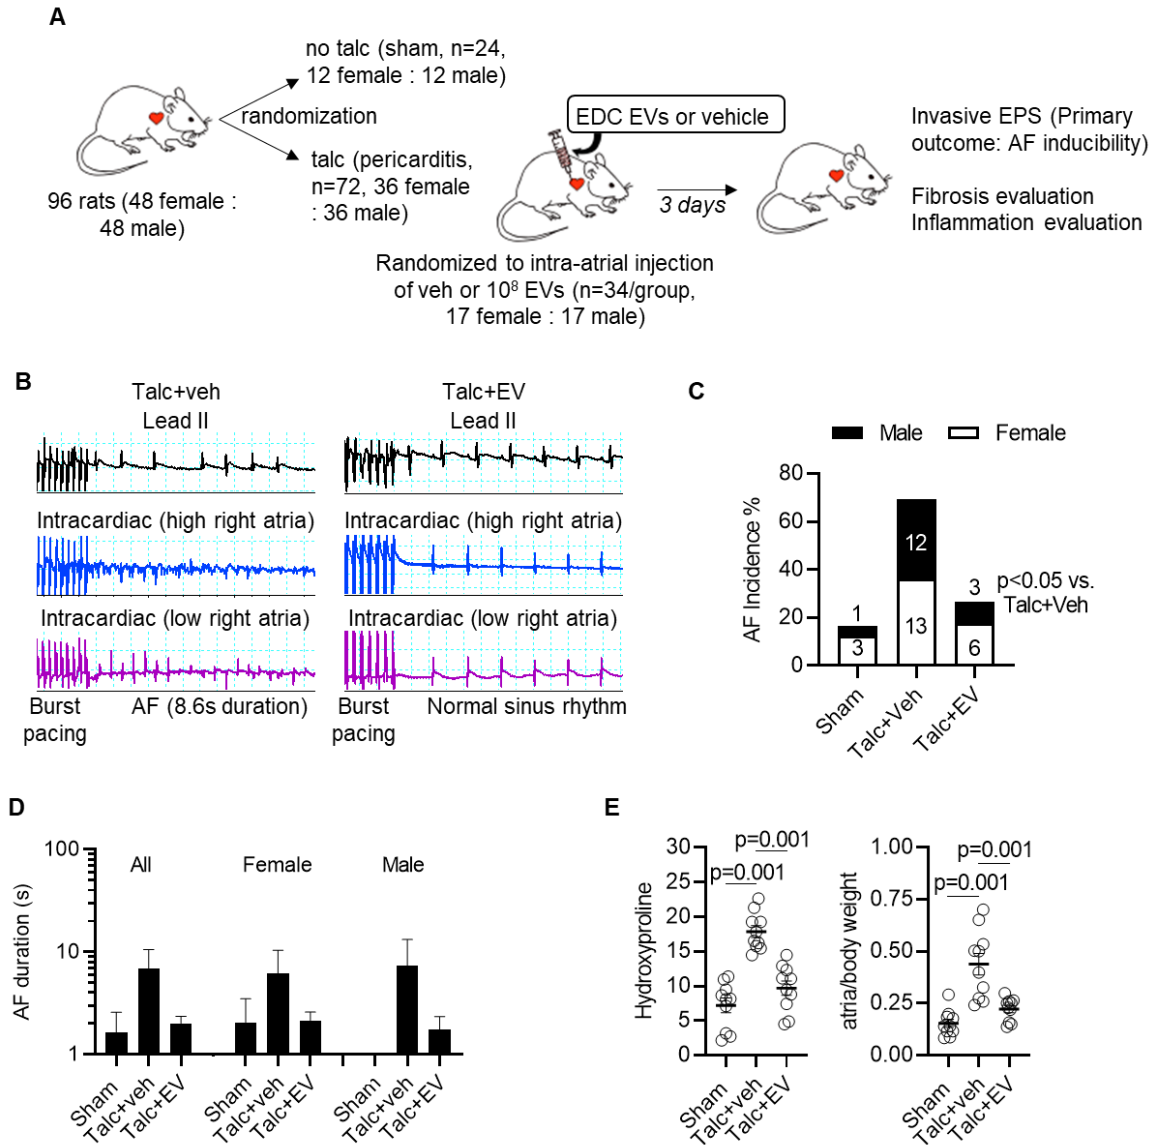 A
no talc (sham, n=24,
12 female : 12 male)
randomization
talc (pericarditis,
n=72, 36 female
: 36 male)
96 rats (48 female :
48 male)
EDC EVs or vehicle
3 days
Randomized to intra-atrial injection
of veh or 10⁸ EVs (n=34/group,
17 female : 17 male)
Invasive EPS (Primary
outcome: AF inducibility)
Fibrosis evaluation
Inflammation evaluation
B
Talc+veh
Lead II
Intracardiac (high right atria)
Intracardiac (low right atria)
Burst
pacing
AF (8.6s duration)
Talc+EV
Lead II
Intracardiac (high right atria)
Intracardiac (low right atria)
Burst
pacing
Normal sinus rhythm
C
Male
Female
AF Incidence %
80
60
40
20
0
1
3
12
13
3
6
p<0.05 vs.
Talc+Veh
Sham
Talc+Veh
Talc+EV
D
AF duration (s)
100
10
1
All
Female
Male
Sham
Talc+veh
Talc+EV
Sham
Talc+veh
Talc+EV
Sham
Talc+veh
Talc+EV
E
Hydroxyproline
30
25
20
15
10
5
0
p=0.001
p=0.001
Sham
Talc+veh
Talc+EV
atria/body weight
1.00
0.75
0.50
0.25
0.00
p=0.001
p=0.001
Sham
Talc+veh
Talc+EV